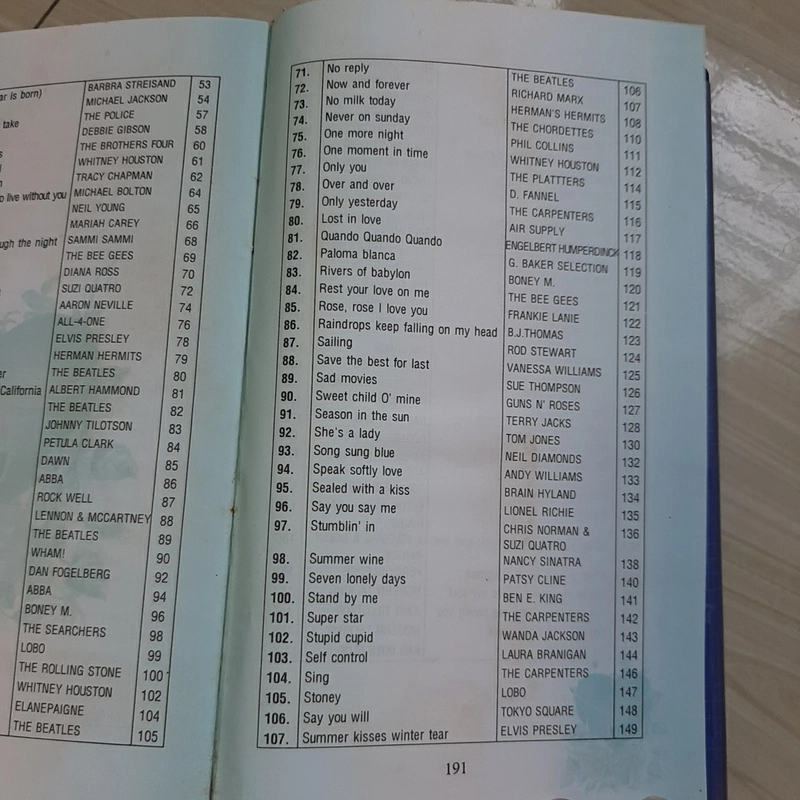 ar is born) BARBRA STREISAND 53
MICHAEL JACKSON 54
THE POLICE 57
take DEBBIE GIBSON 58
THE BROTHERS FOUR 60
WHITNEY HOUSTON 61
TRACY CHAPMAN 62
o live without you MICHAEL BOLTON 64
NEIL YOUNG 65
MARIAH CAREY 66
ugh the night SAMMI SAMMI 68
THE BEE GEES 69
DIANA ROSS 70
SUZI QUATRO 72
AARON NEVILLE 74
ALL-4-ONE 76
ELVIS PRESLEY 78
HERMAN HERMITS 79
er THE BEATLES 80
California ALBERT HAMMOND 81
THE BEATLES 82
JOHNNY TILOTSON 83
PETULA CLARK 84
DAWN 85
ABBA 86
ROCK WELL 87
LENNON & MCCARTNEY 88
THE BEATLES 89
WHAM! 90
DAN FOGELBERG 92
ABBA 94
BONEY M. 96
THE SEARCHERS 98
LOBO 99
THE ROLLING STONE 100
WHITNEY HOUSTON 102
ELANEPAIGNE 104
THE BEATLES 105
71. No reply THE BEATLES 106
72. Now and forever RICHARD MARX 107
73. No milk today HERMAN'S HERMITS 108
74. Never on sunday THE CHORDETTES 110
75. One more night PHIL COLLINS 111
76. One moment in time WHITNEY HOUSTON 112
77. Only you THE PLATTTERS 114
78. Over and over D. FANNEL 115
79. Only yesterday THE CARPENTERS 116
80. Lost in love AIR SUPPLY 117
81. Quando Quando Quando ENGELBERT HUMPERDINCK 118
82. Paloma blanca G. BAKER SELECTION 119
83. Rivers of babylon BONEY M. 120
84. Rest your love on me THE BEE GEES 121
85. Rose, rose I love you FRANKIE LANIE 122
86. Raindrops keep falling on my head B.J.THOMAS 123
87. Sailing ROD STEWART 124
88. Save the best for last VANESSA WILLIAMS 125
89. Sad movies SUE THOMPSON 126
90. Sweet child O' mine GUNS N' ROSES 127
91. Season in the sun TERRY JACKS 128
92. She's a lady TOM JONES 130
93. Song sung blue NEIL DIAMONDS 132
94. Speak softly love ANDY WILLIAMS 133
95. Sealed with a kiss BRAIN HYLAND 134
96. Say you say me LIONEL RICHIE 135
97. Stumblin' in CHRIS NORMAN & 136
SUZI QUATRO
98. Summer wine NANCY SINATRA 138
99. Seven lonely days PATSY CLINE 140
100. Stand by me BEN E. KING 141
101. Super star THE CARPENTERS 142
102. Stupid cupid WANDA JACKSON 143
103. Self control LAURA BRANIGAN 144
104. Sing THE CARPENTERS 146
105. Stoney LOBO 147
106. Say you will TOKYO SQUARE 148
107. Summer kisses winter tear ELVIS PRESLEY 149
191